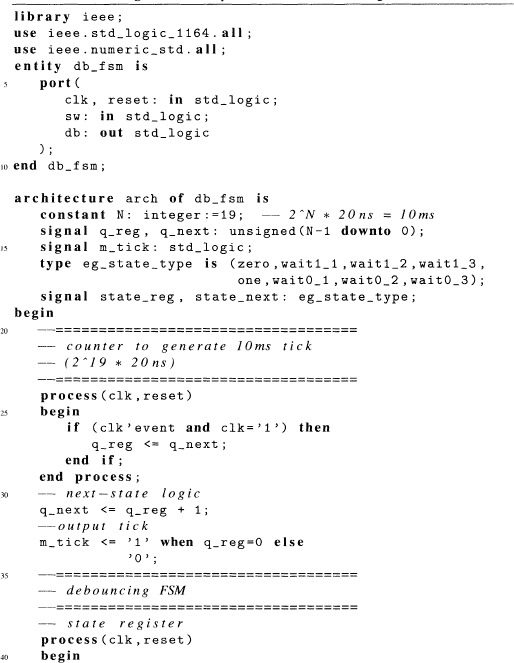 library ieee;
use ieee.std_logic_1164.all;
use ieee.numeric_std.all;
entity db_fsm is
5    port(
        clk, reset: in std_logic;
        sw: in std_logic;
        db: out std_logic
     );
10 end db_fsm;

architecture arch of db_fsm is
    constant N: integer:=19;  -- 2^N * 20ns = 10ms
    signal q_reg, q_next: unsigned(N-1 downto 0);
15    signal m_tick: std_logic;
    type eg_state_type is (zero,wait1_1,wait1_2,wait1_3,
                           one,wait0_1,wait0_2,wait0_3);
    signal state_reg, state_next: eg_state_type;
begin
20    --===================================
    -- counter to generate 10ms tick
    -- (2^19 * 20ns)
    --===================================
    process(clk,reset)
25    begin
        if (clk'event and clk='1') then
            q_reg <= q_next;
        end if;
    end process;
30    -- next-state logic
    q_next <= q_reg + 1;
    --output tick
    m_tick <= '1' when q_reg=0 else
              '0';
35    --===================================
    -- debouncing FSM
    --===================================
    -- state register
    process(clk,reset)
40    begin